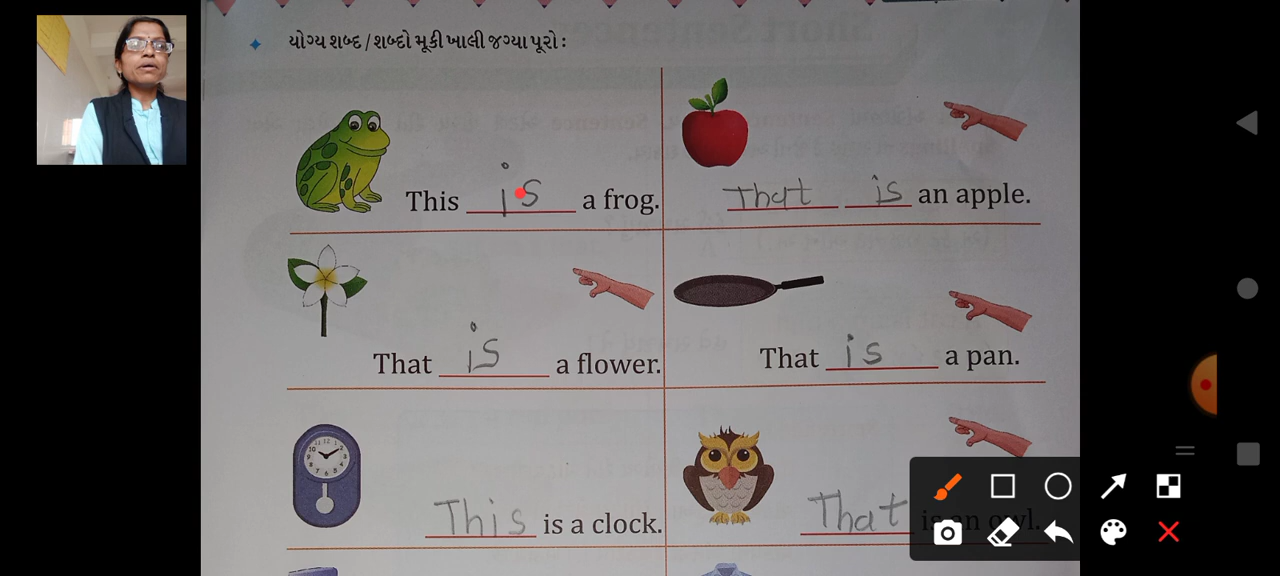 યોગ્ય શબ્દ / શબ્દો મૂકી ખાલી જગ્યા પૂરો :
This is a frog.
That is an apple.
That is a flower.
That is a pan.
This is a clock.
That is an owl.